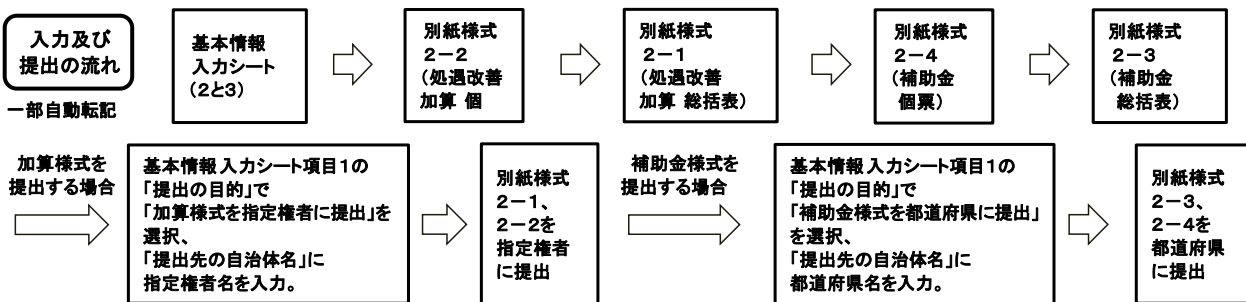 入力及び
提出の流れ
一部自動転記
基本情報
入力シート
(2と3)
別紙様式
2－2
(処遇改善
加算 個
別紙様式
2－1
(処遇改善
加算 総括表)
別紙様式
2－4
(補助金
個票)
別紙様式
2－3
(補助金
総括表)
加算様式を
提出する場合
基本情報入力シート項目1の
「提出の目的」で
「加算様式を指定権者に提出」を
選択、
「提出先の自治体名」に
指定権者名を入力。
別紙様式
2－1、
2－2を
指定権者
に提出
補助金様式を
提出する場合
基本情報入力シート項目1の
「提出の目的」で
「補助金様式を都道府県に提出」
を選択、
「提出先の自治体名」に
都道府県名を入力。
別紙様式
2－3、
2－4を
都道府県
に提出